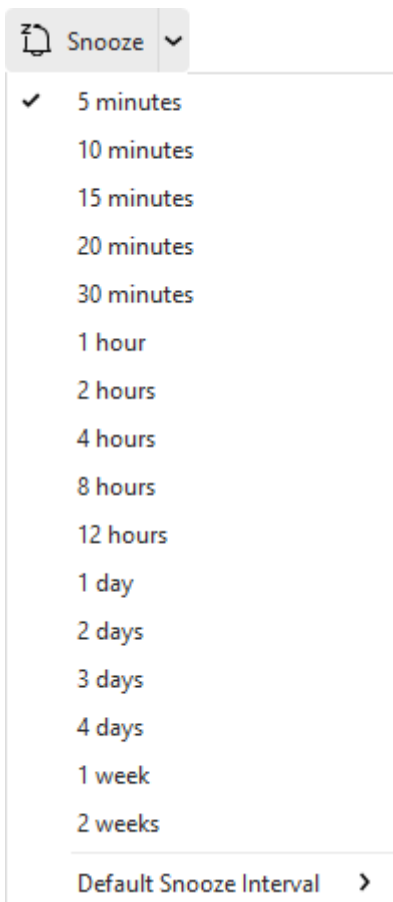 Snooze
5 minutes
10 minutes
15 minutes
20 minutes
30 minutes
1 hour
2 hours
4 hours
8 hours
12 hours
1 day
2 days
3 days
4 days
1 week
2 weeks
Default Snooze Interval